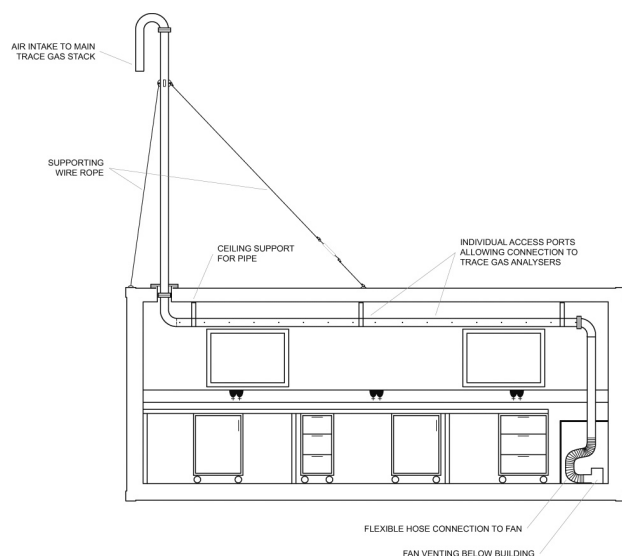 AIR INTAKE TO MAIN
TRACE GAS STACK
SUPPORTING
WIRE ROPE
CEILING SUPPORT
FOR PIPE
INDIVIDUAL ACCESS PORTS
ALLOWING CONNECTION TO
TRACE GAS ANALYSERS
FLEXIBLE HOSE CONNECTION TO FAN
FAN VENTING BELOW BUILDING